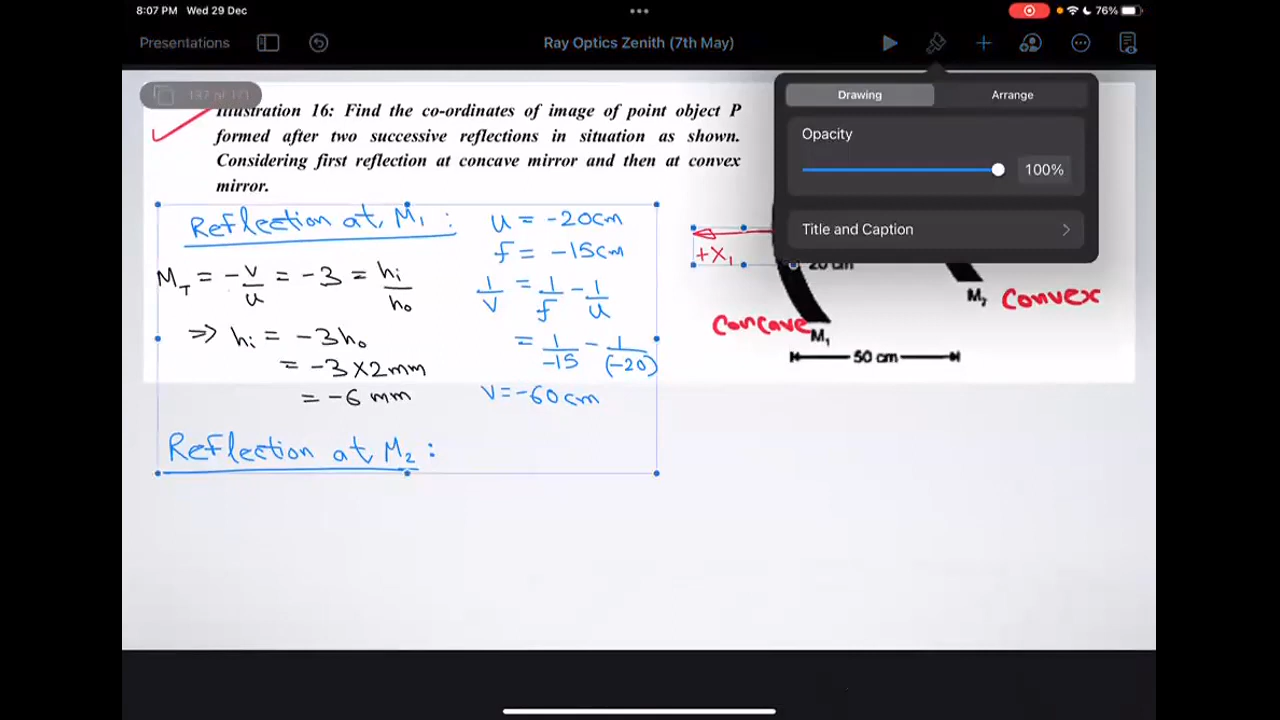 8:07 PM Wed 29 Dec
76%
Presentations
Ray Optics Zenith (7th May)
Drawing
Arrange
Opacity
100%
Title and Caption
Illustration 16: Find the co-ordinates of image of point object P
formed after two successive reflections in situation as shown.
Considering first reflection at concave mirror and then at convex
mirror.
Reflection at M₁ :
M_T = -v/u = -3 = hi/ho
⇒ hi = -3ho
= -3×2mm
= -6 mm
u = -20cm
f = -15cm
1/v = 1/f - 1/u
= 1/-15 - 1/(-20)
v = -60cm
Reflection at M₂ :
+X₁
20 cm
Concave
M₁
M₂
Convex
50 cm